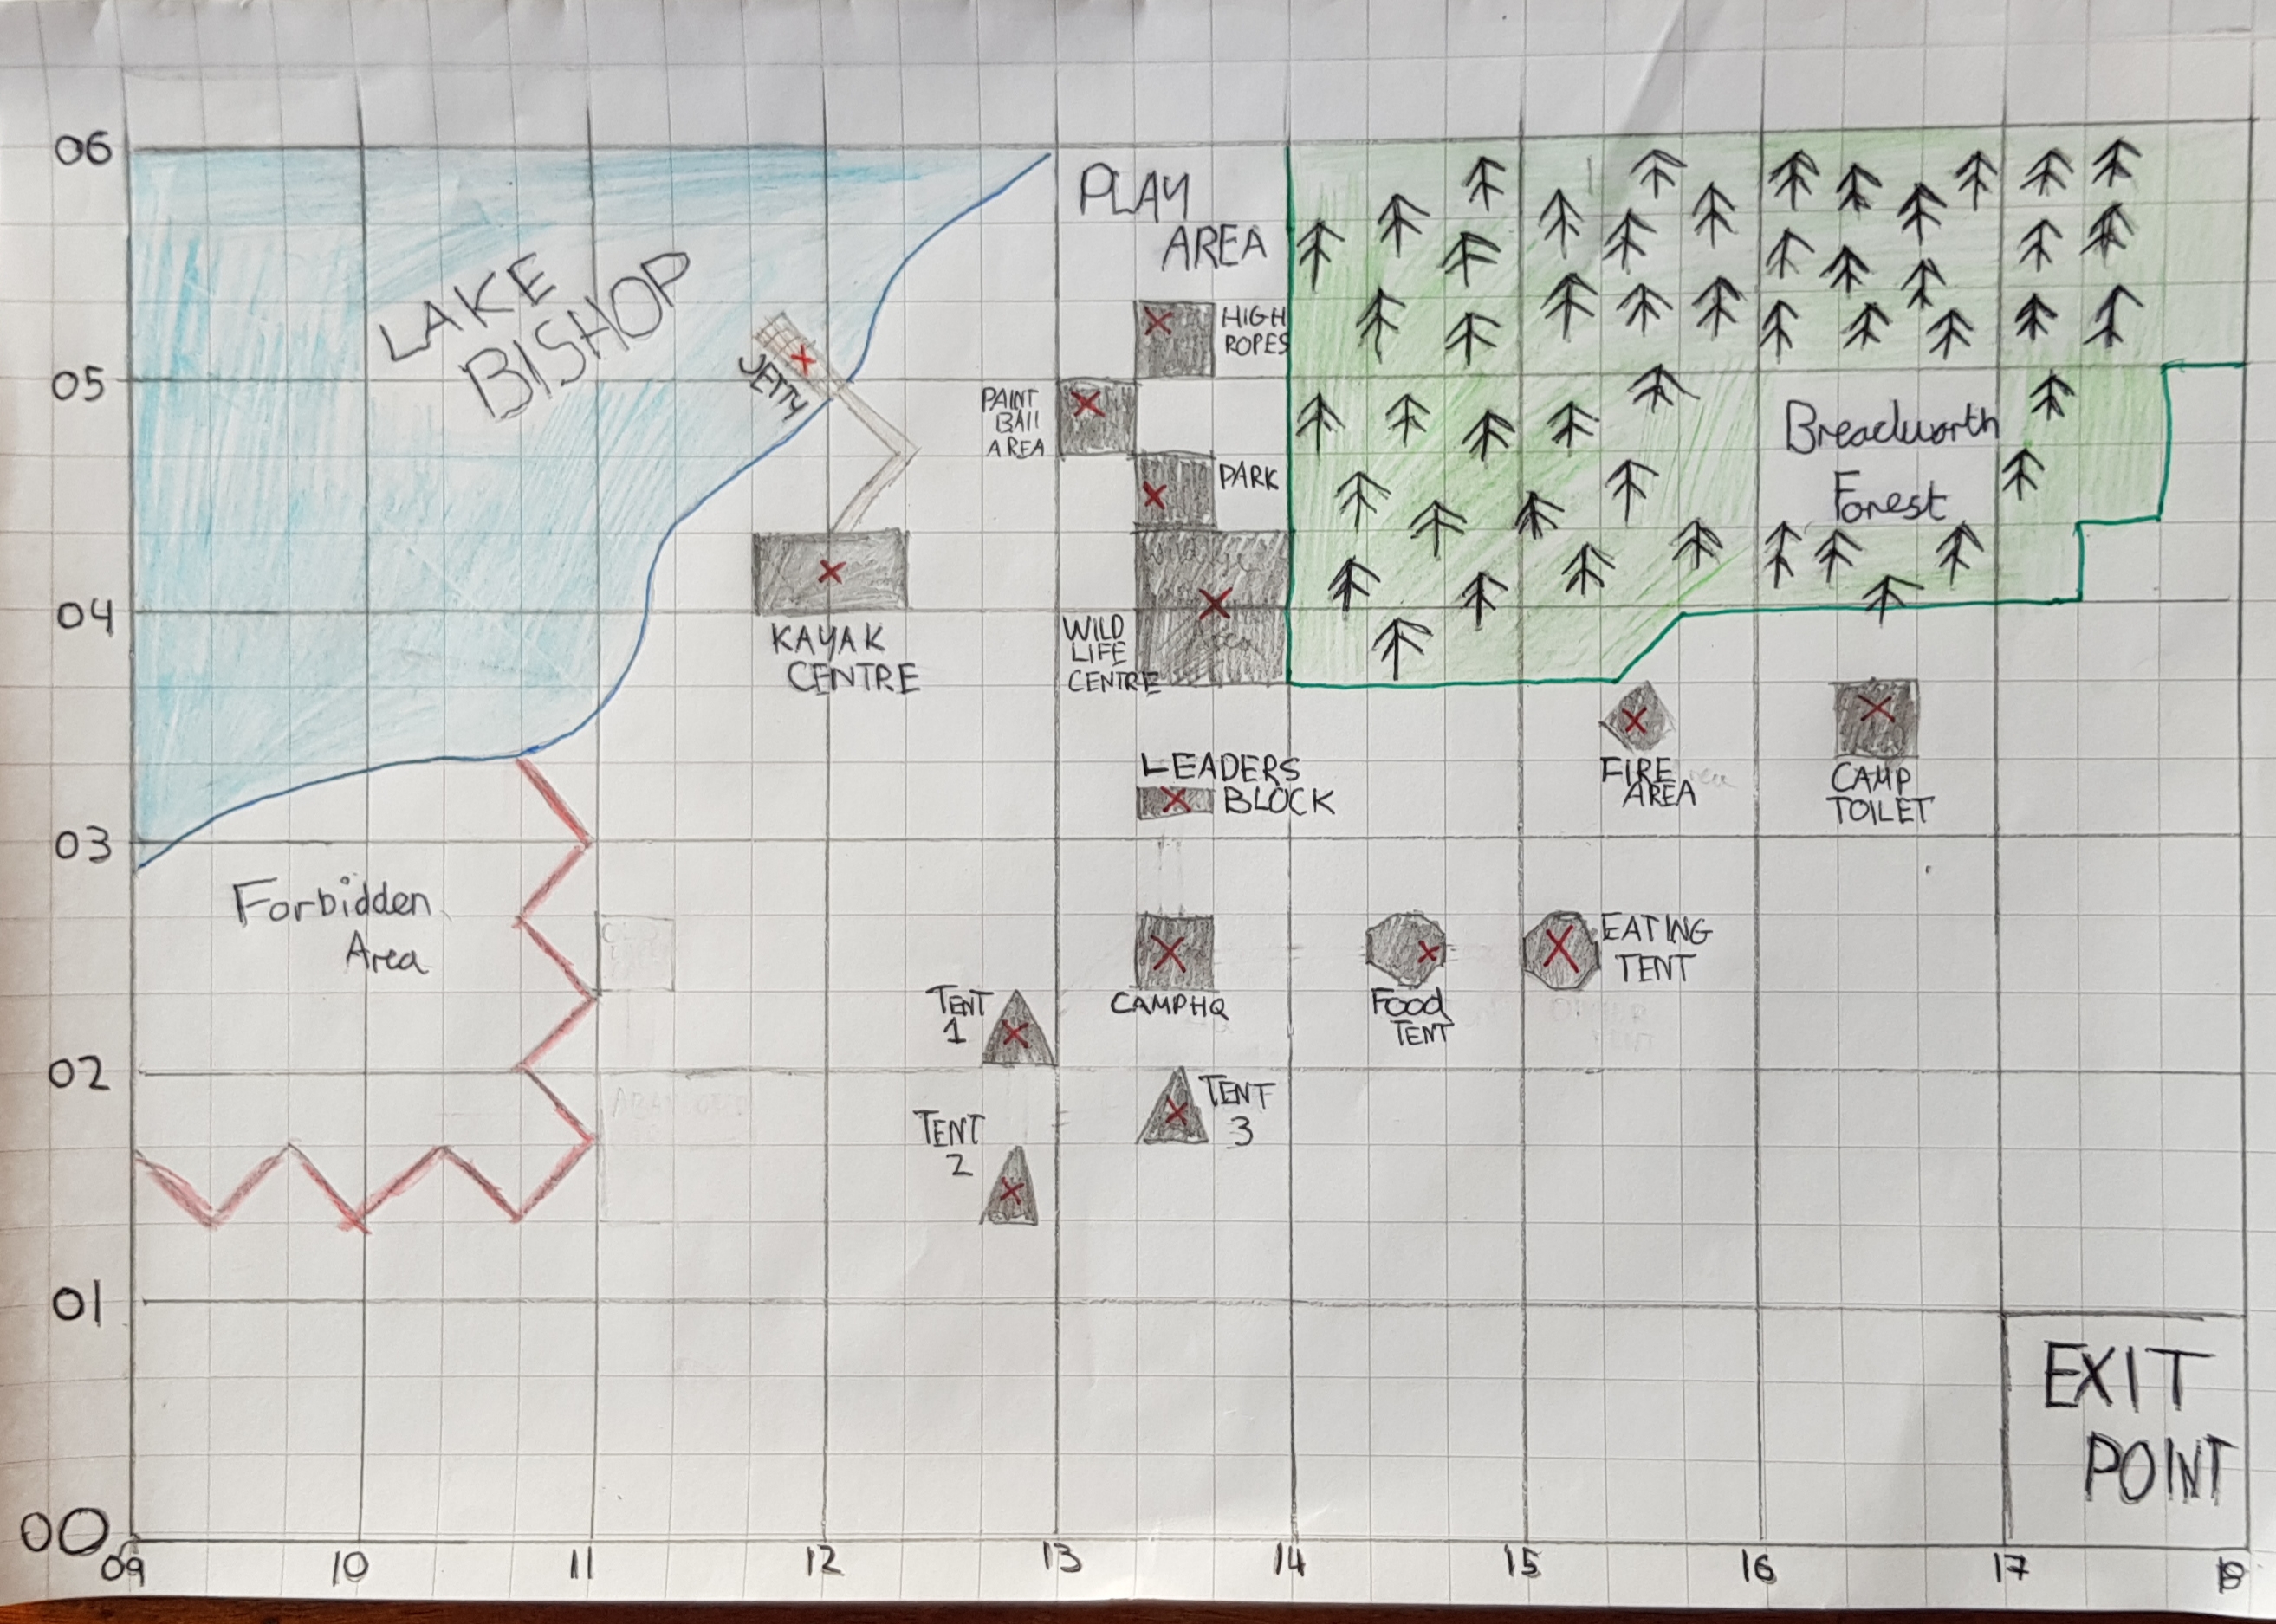 06
PLAY
AREA
LAKE
BISHOP
HIGH
ROPES
JETTY
05
PAINT
BALL
AREA
PARK
Breadworth
Forest
04
KAYAK
CENTRE
WILD
LIFE
CENTRE
LEADERS
BLOCK
FIRE
AREA
CAMP
TOILET
03
Forbidden
Area
EATING
TENT
CAMP HQ
FOOD
TENT
TENT
1
02
TENT
3
TENT
2
01
EXIT
POINT
00
09 10 11 12 13 14 15 16 17 18